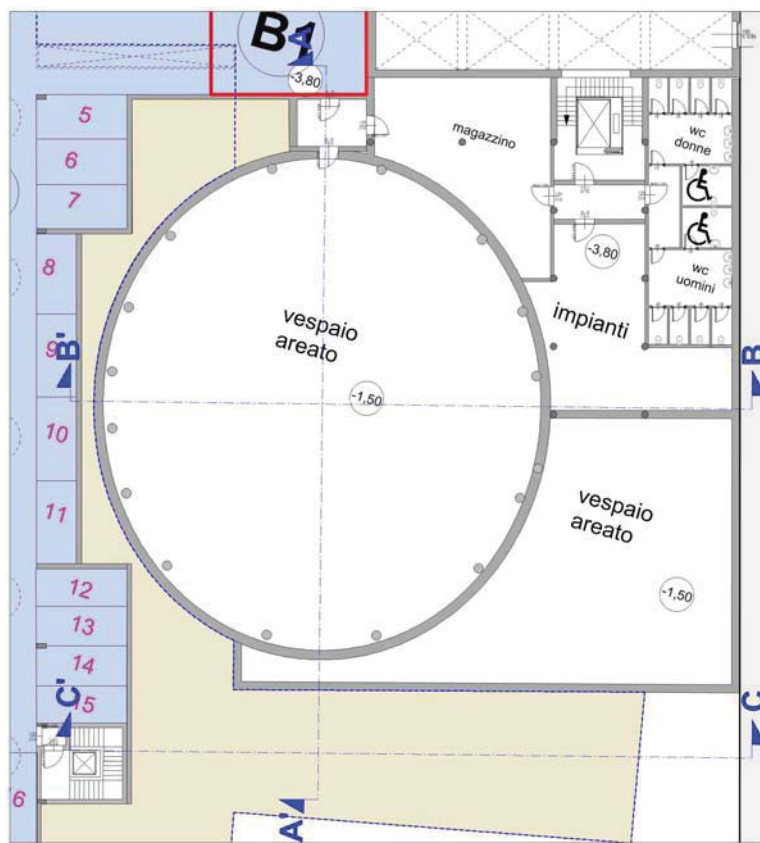 B1
A
-3,80
5
6
7
8
9
10
11
12
13
14
15
16
magazzino
wc
donne
-3,80
wc
uomini
impianti
vespaio
areato
-1,50
B'
B
vespaio
areato
-1,50
C'
C
A'